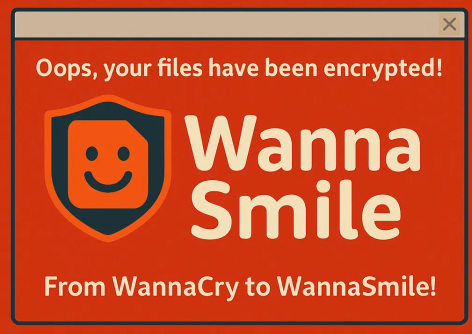 Oops, your files have been encrypted!
Wanna
Smile
From WannaCry to WannaSmile!